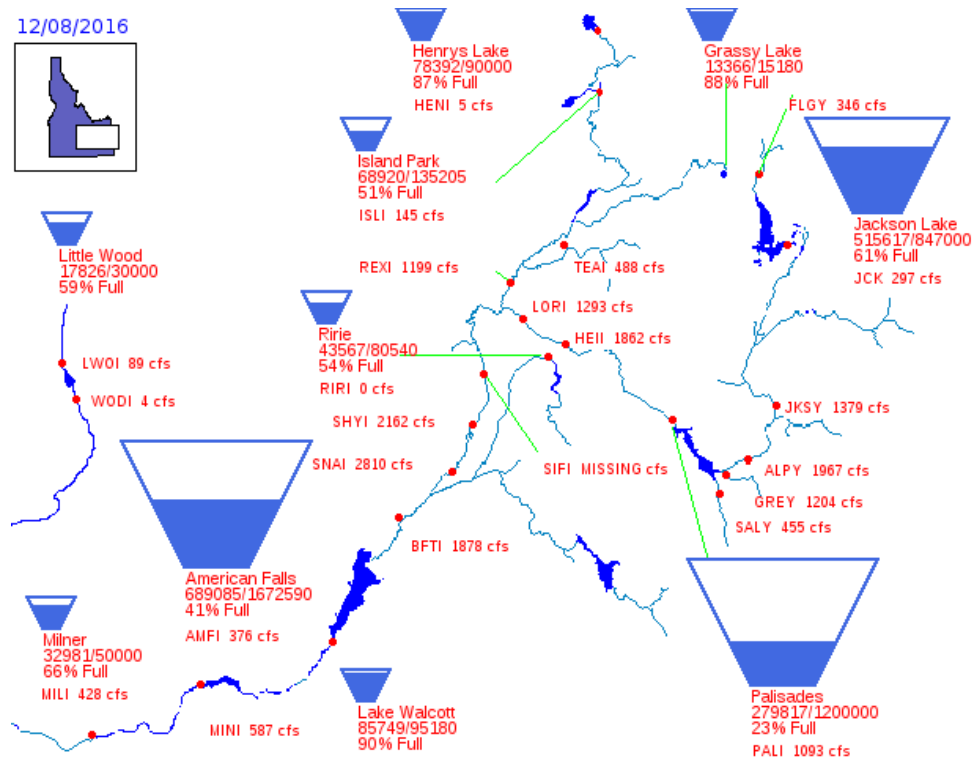 12/08/2016
Henrys Lake
78392/90000
87% Full
HENI 5 cfs
Grassy Lake
13366/15180
88% Full
FLGY 346 cfs
Island Park
68920/135205
51% Full
ISLI 145 cfs
Jackson Lake
515617/847000
61% Full
JCK 297 cfs
Little Wood
17826/30000
59% Full
REXI 1199 cfs
TEAI 488 cfs
LORI 1293 cfs
Ririe
43567/80540
54% Full
RIRI 0 cfs
HEII 1862 cfs
LWOI 89 cfs
WODI 4 cfs
JKSY 1379 cfs
SHYI 2162 cfs
SNAI 2810 cfs
SIFI MISSING cfs
ALPY 1967 cfs
GREY 1204 cfs
SALY 455 cfs
BFTI 1878 cfs
American Falls
689085/1672590
41% Full
AMFI 376 cfs
Milner
32981/50000
66% Full
MILI 428 cfs
MINI 587 cfs
Lake Walcott
85749/95180
90% Full
Palisades
279817/1200000
23% Full
PALI 1093 cfs